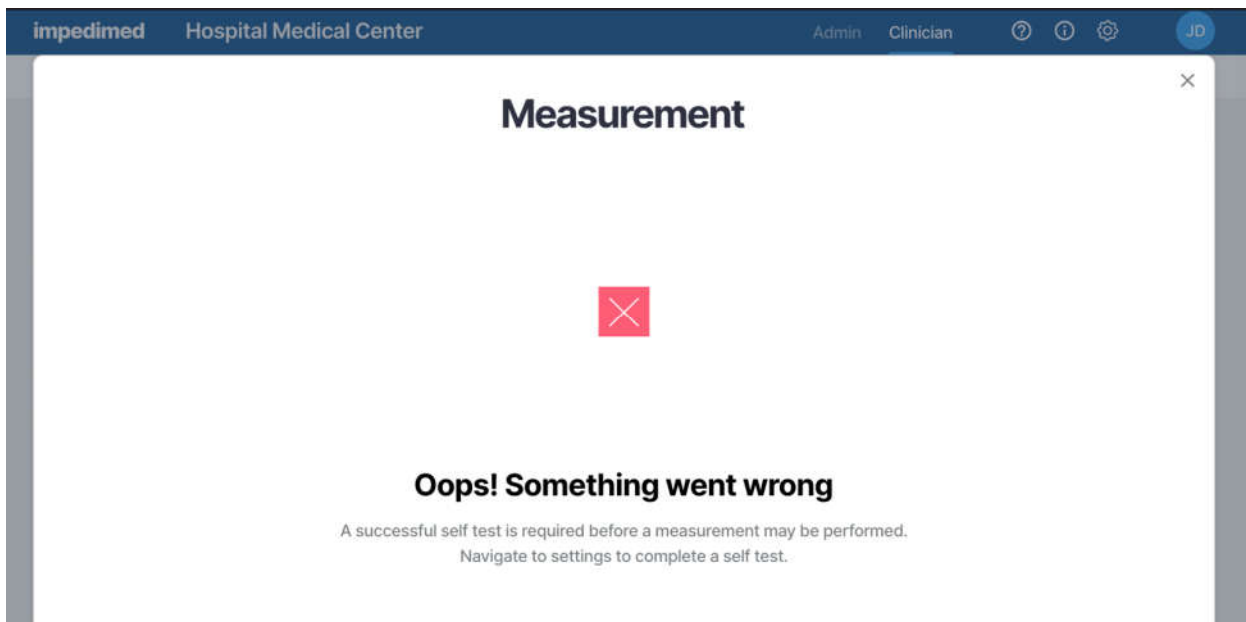 impedimed Hospital Medical Center Admin Clinician JD
Measurement
Oops! Something went wrong
A successful self test is required before a measurement may be performed.
Navigate to settings to complete a self test.